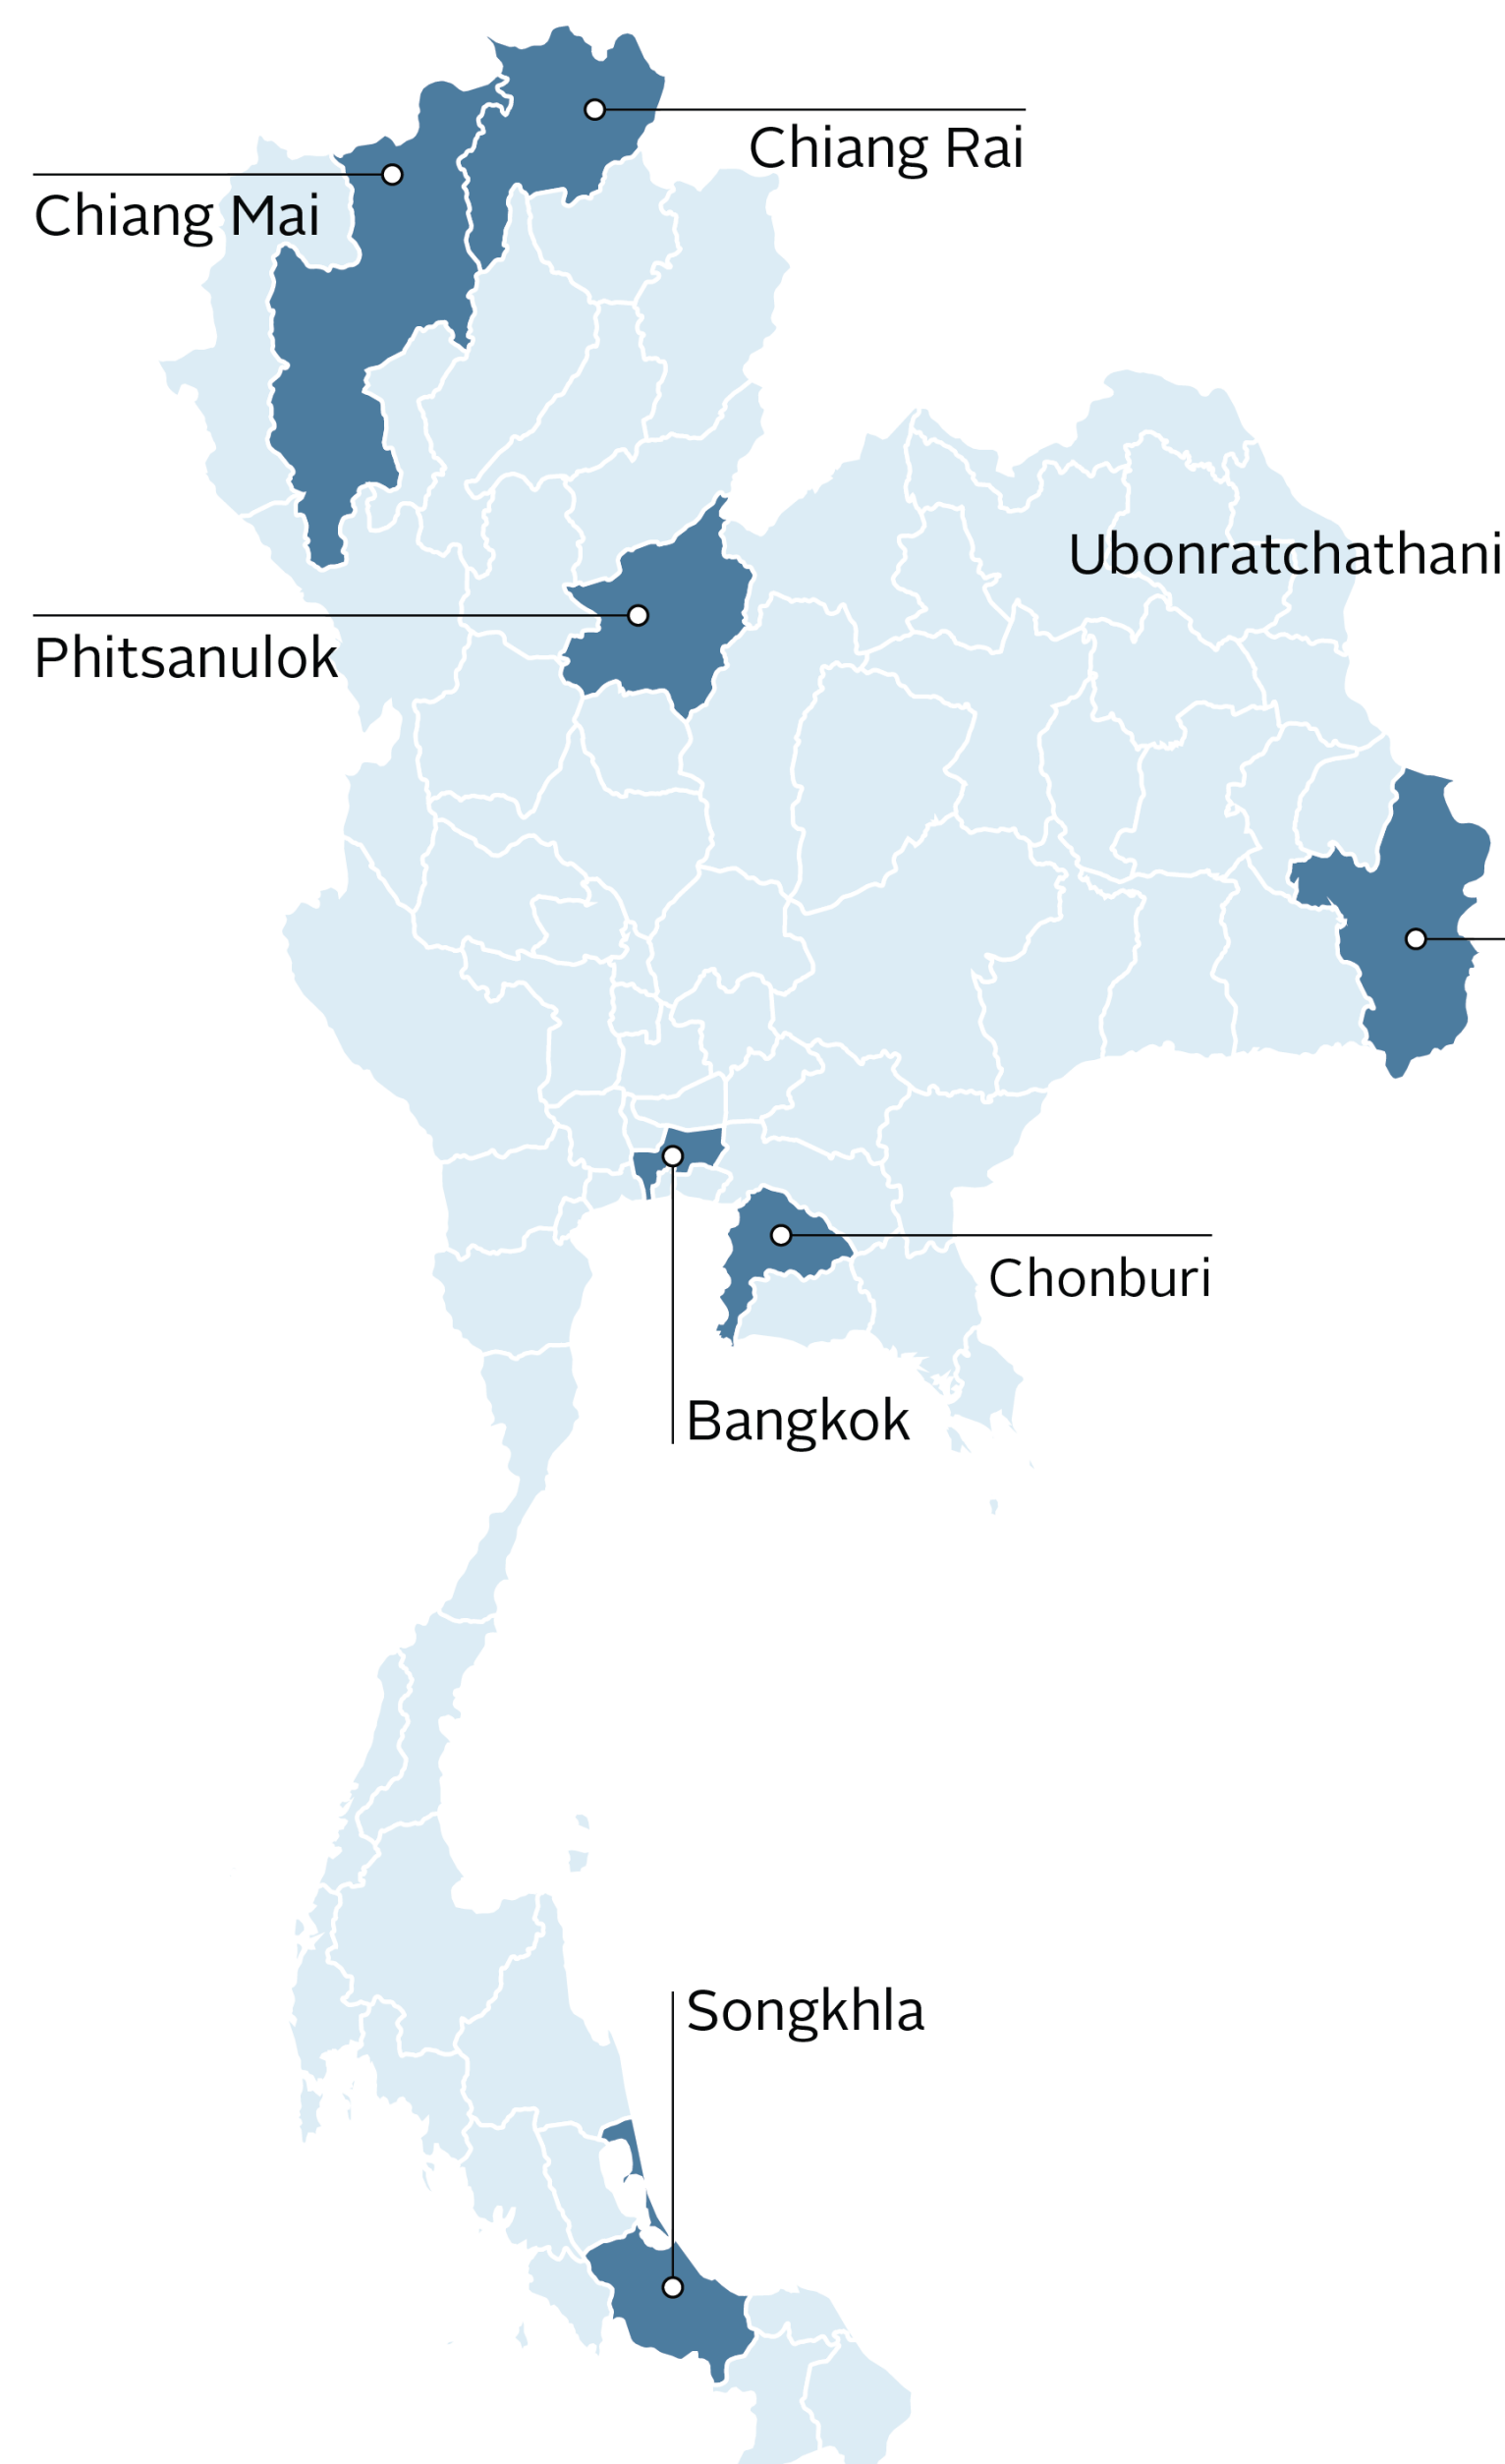 Chiang Rai
Chiang Mai
Ubonratchathani
Phitsanulok
Chonburi
Bangkok
Songkhla